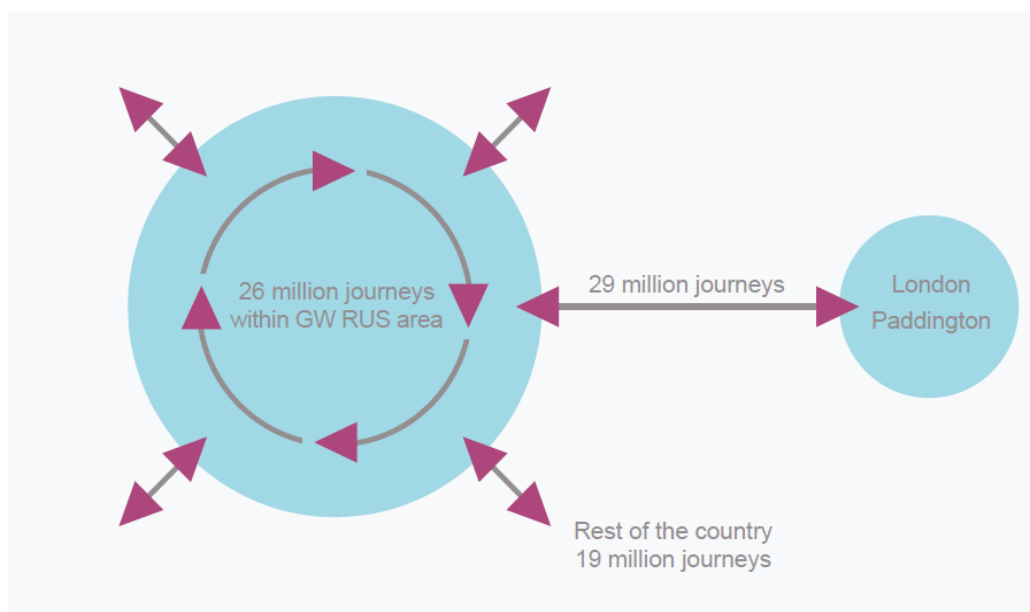 26 million journeys
within GW RUS area
29 million journeys
London
Paddington
Rest of the country
19 million journeys